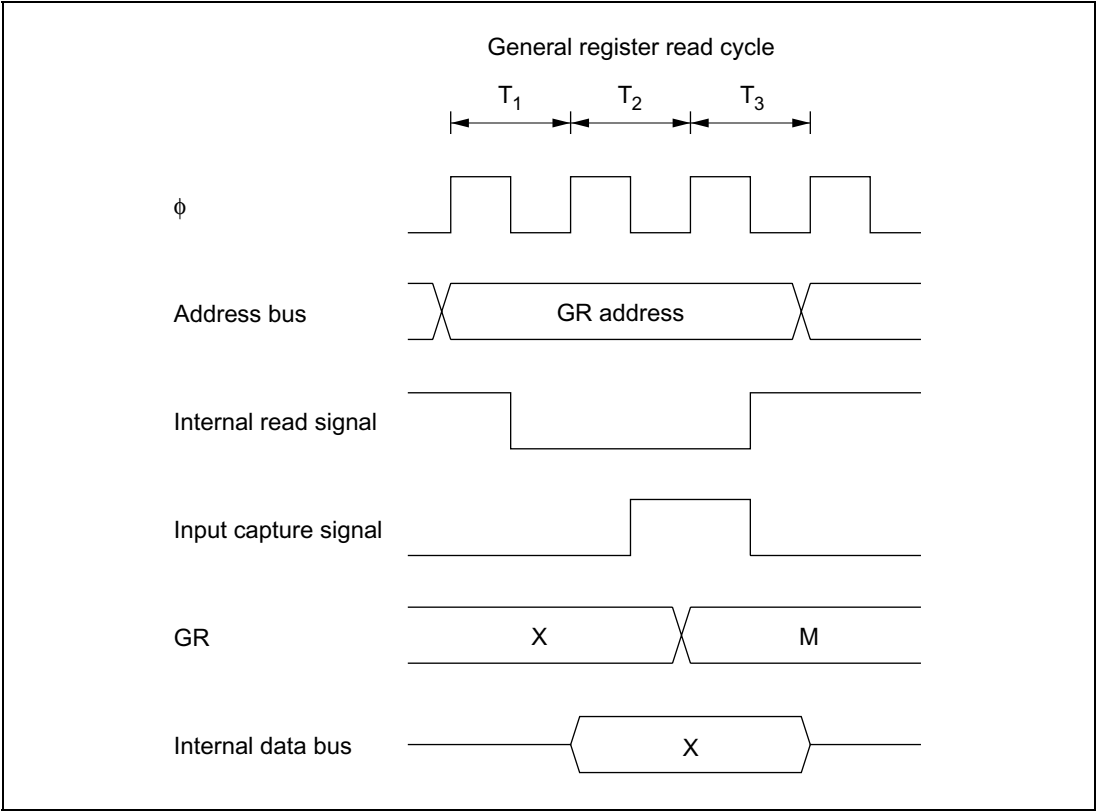 General register read cycle
T1 T2 T3
φ
Address bus GR address
Internal read signal
Input capture signal
GR X M
Internal data bus X